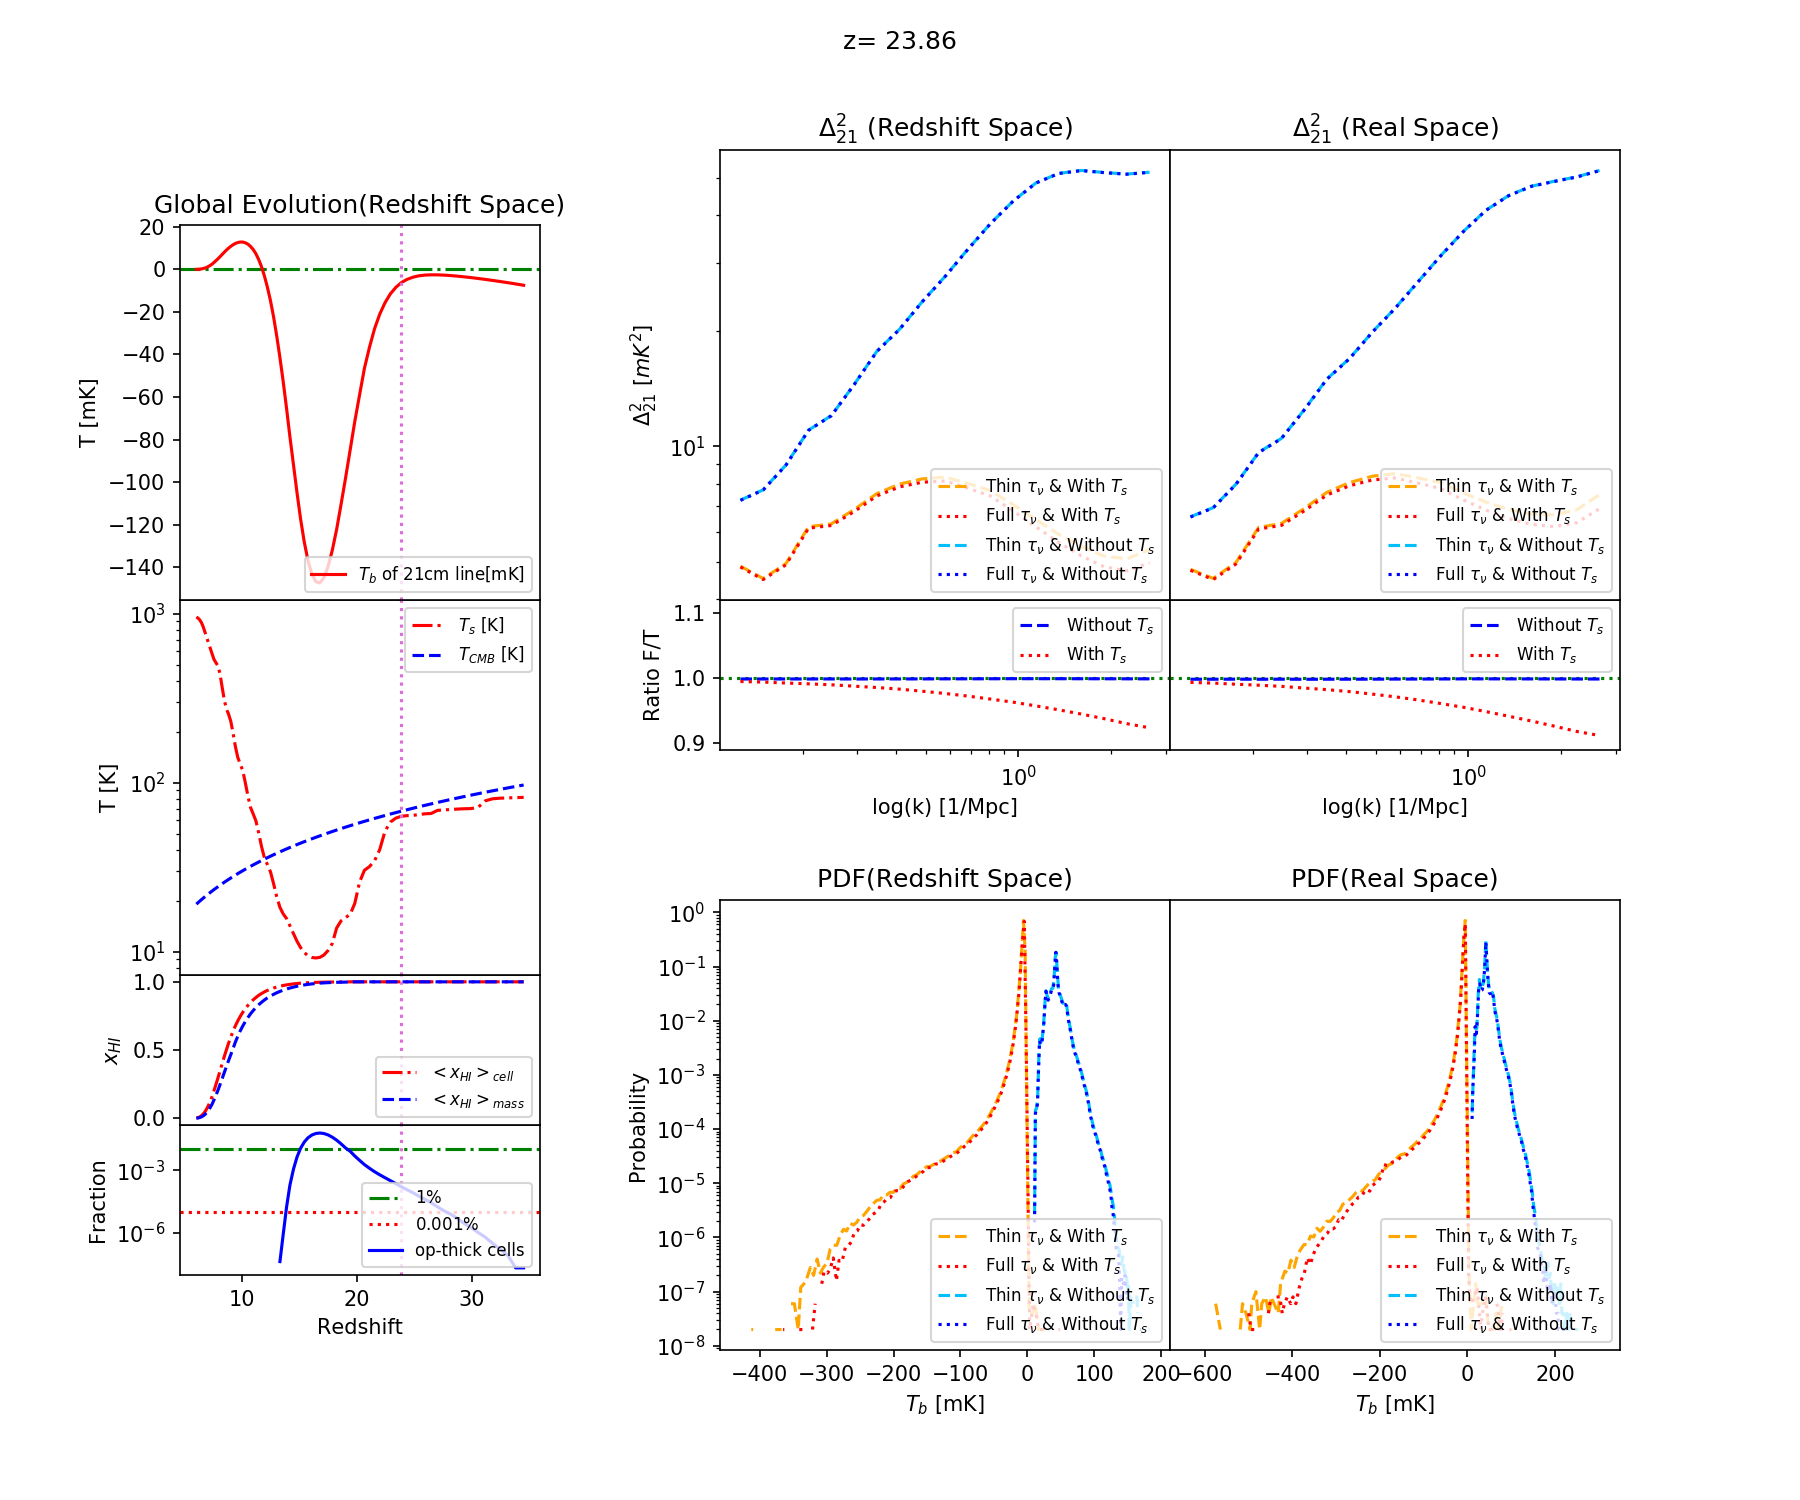 z= 23.86
Global Evolution(Redshift Space)
20
0
−20
−40
−60
−80
−100
−120
−140
T [mK]
T_b of 21cm line[mK]
10^3
10^2
10^1
T [K]
T_s [K]
T_CMB [K]
1.0
0.5
0.0
x_HI
< x_HI >_cell
< x_HI >_mass
10^−3
10^−6
Fraction
1%
0.001%
op-thick cells
10 20 30
Redshift
Δ^2_21 (Redshift Space)
Δ^2_21 (Real Space)
Δ^2_21 [mK^2]
10^1
Thin τ_ν & With T_s
Full τ_ν & With T_s
Thin τ_ν & Without T_s
Full τ_ν & Without T_s
Thin τ_ν & With T_s
Full τ_ν & With T_s
Thin τ_ν & Without T_s
Full τ_ν & Without T_s
1.1
1.0
0.9
Ratio F/T
Without T_s
With T_s
Without T_s
With T_s
10^0
10^0
log(k) [1/Mpc]
log(k) [1/Mpc]
PDF(Redshift Space)
PDF(Real Space)
10^0
10^−1
10^−2
10^−3
10^−4
10^−5
10^−6
10^−7
10^−8
Probability
Thin τ_ν & With T_s
Full τ_ν & With T_s
Thin τ_ν & Without T_s
Full τ_ν & Without T_s
Thin τ_ν & With T_s
Full τ_ν & With T_s
Thin τ_ν & Without T_s
Full τ_ν & Without T_s
−400 −300 −200 −100 0 100 200
−600 −400 −200 0 200
T_b [mK]
T_b [mK]